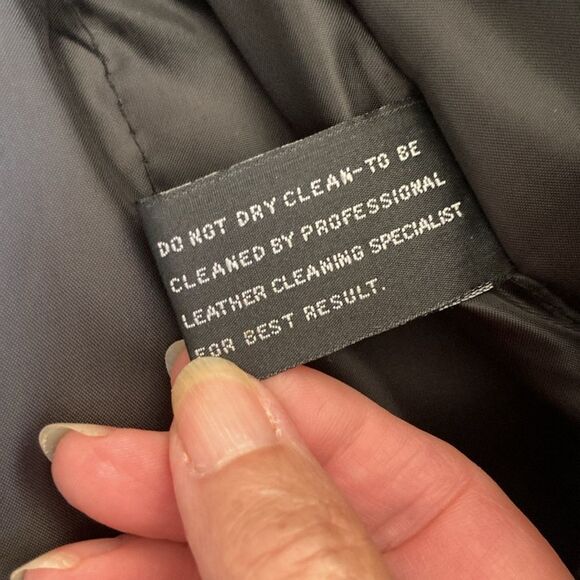 DO NOT DRY CLEAN-TO BE
CLEANED BY PROFESSIONAL
LEATHER CLEANING SPECIALIST
FOR BEST RESULT.